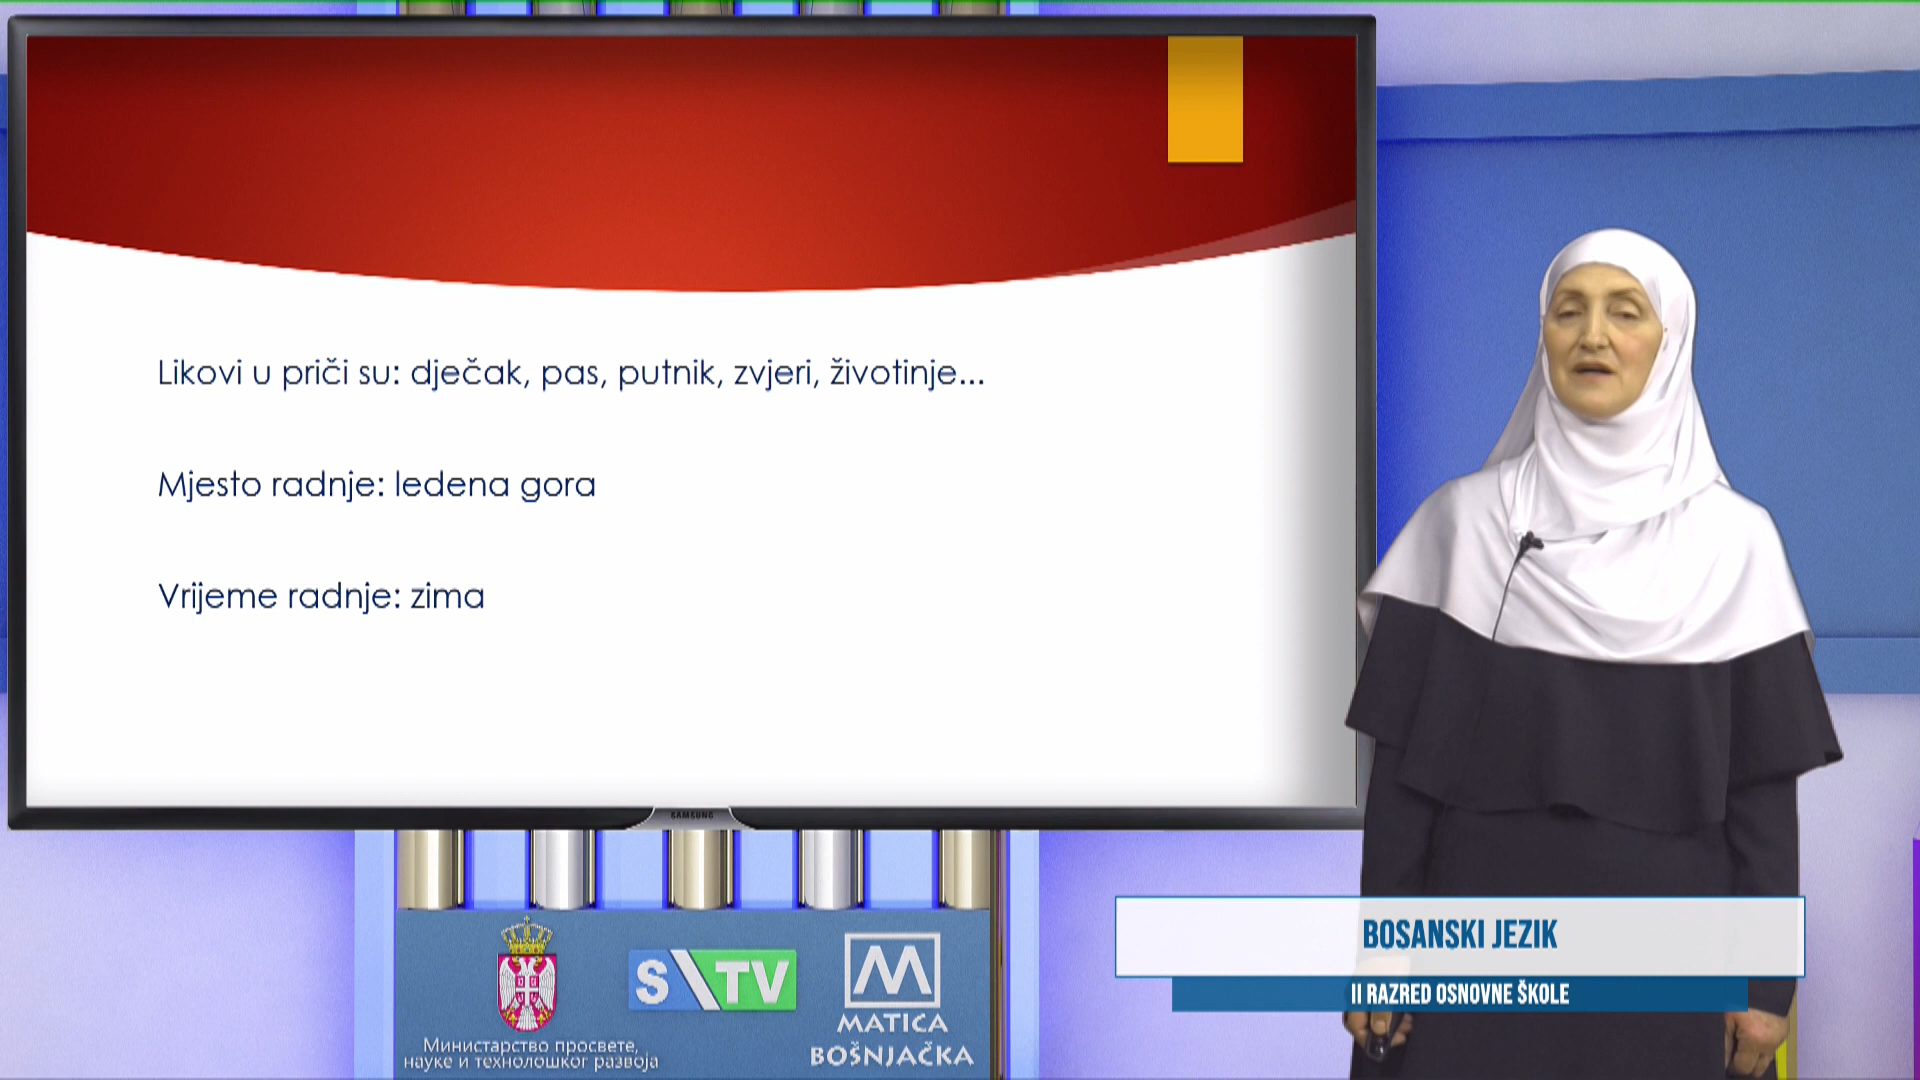 Likovi u priči su: dječak, pas, putnik, zvjeri, životinje...
Mjesto radnje: ledena gora
Vrijeme radnje: zima
SAMSUNG
BOSANSKI JEZIK
II RAZRED OSNOVNE ŠKOLE
Министарство просвете,
науке и технолошког развоја
S TV
MATICA
BOŠNJAČKA